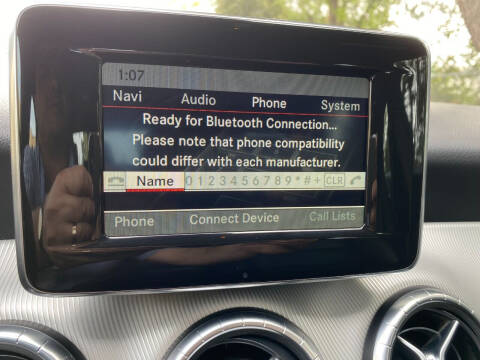 1:07
Navi Audio Phone System
Ready for Bluetooth Connection...
Please note that phone compatibility
could differ with each manufacturer.
Name 0 1 2 3 4 5 6 7 8 9 * # + CLR
Phone Connect Device Call Lists